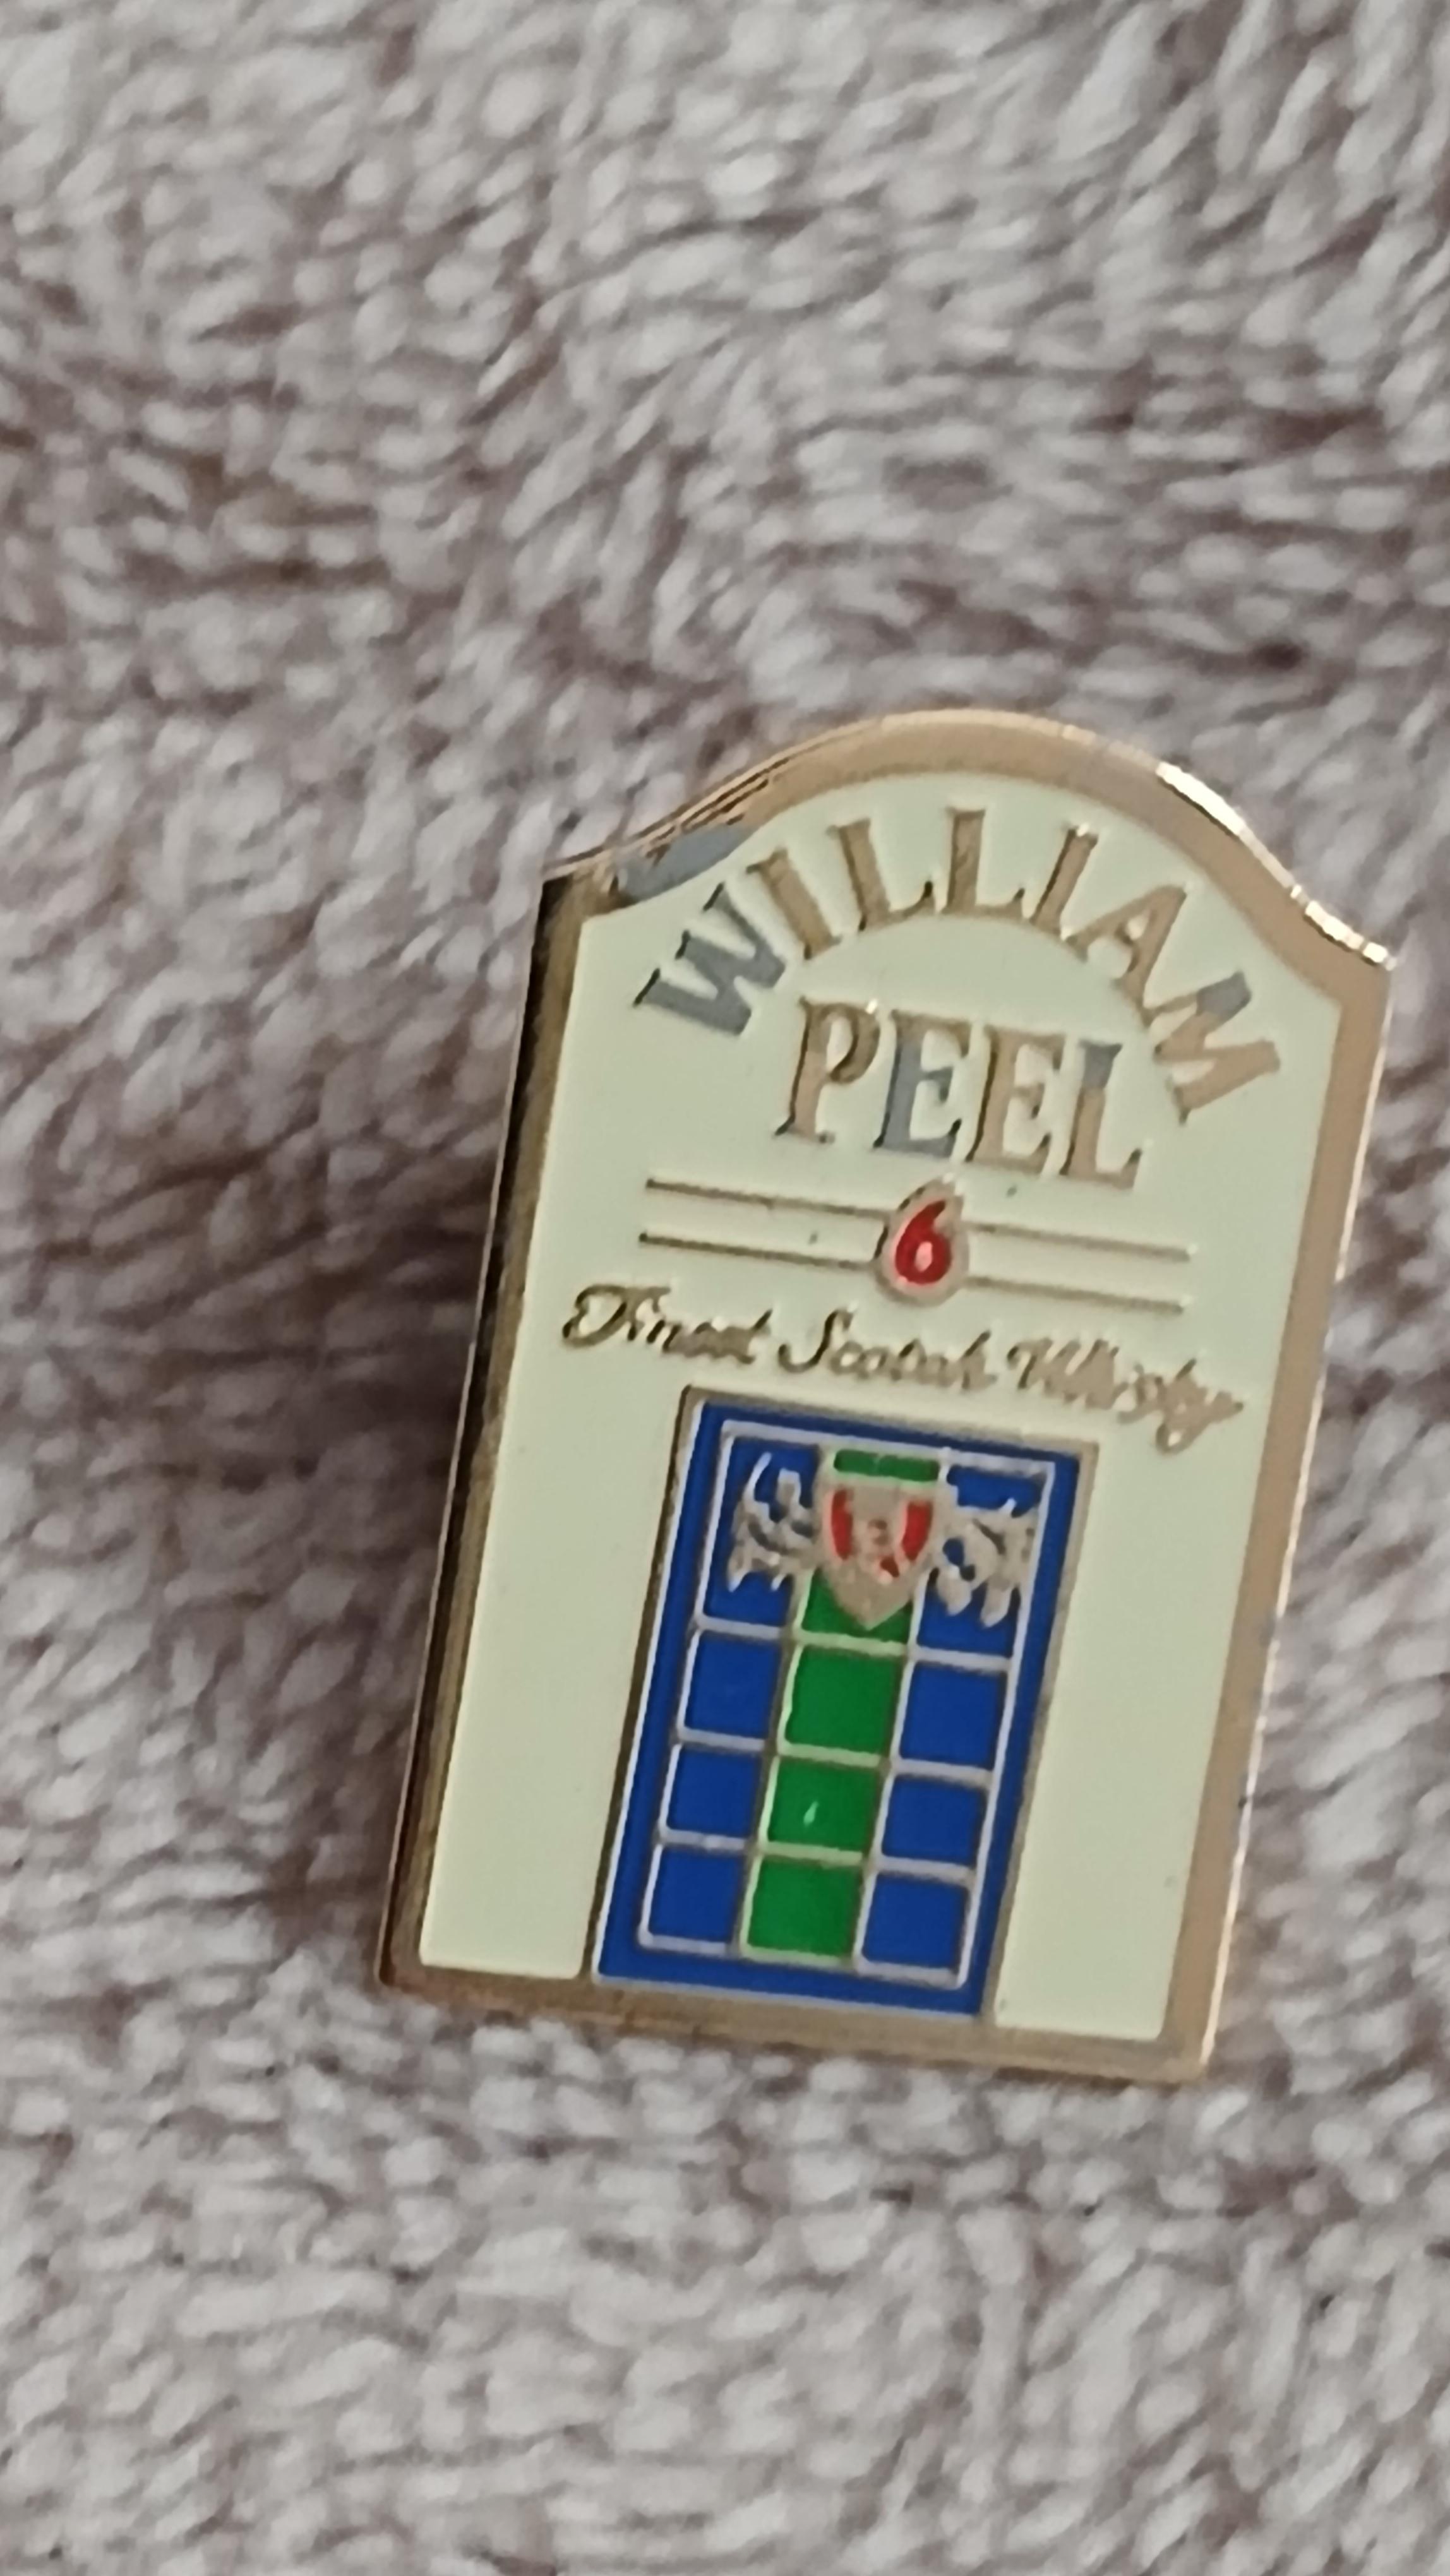 WILLIAM
PEEL
6
Finest Scotch Whisky